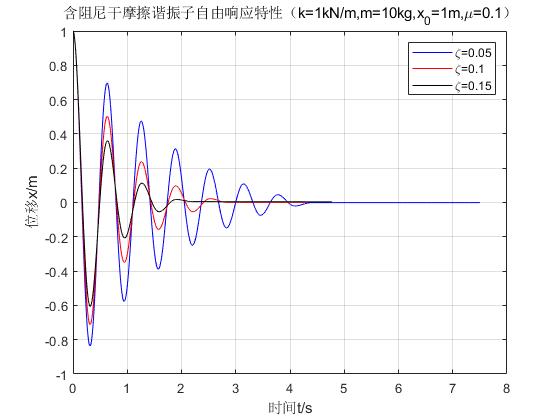 含阻尼干摩擦谐振子自由响应特性（k=1kN/m,m=10kg,x₀=1m,μ=0.1）
1
0.8
0.6
0.4
0.2
0
-0.2
-0.4
-0.6
-0.8
-1
位移x/m
ζ=0.05
ζ=0.1
ζ=0.15
0 1 2 3 4 5 6 7 8
时间t/s